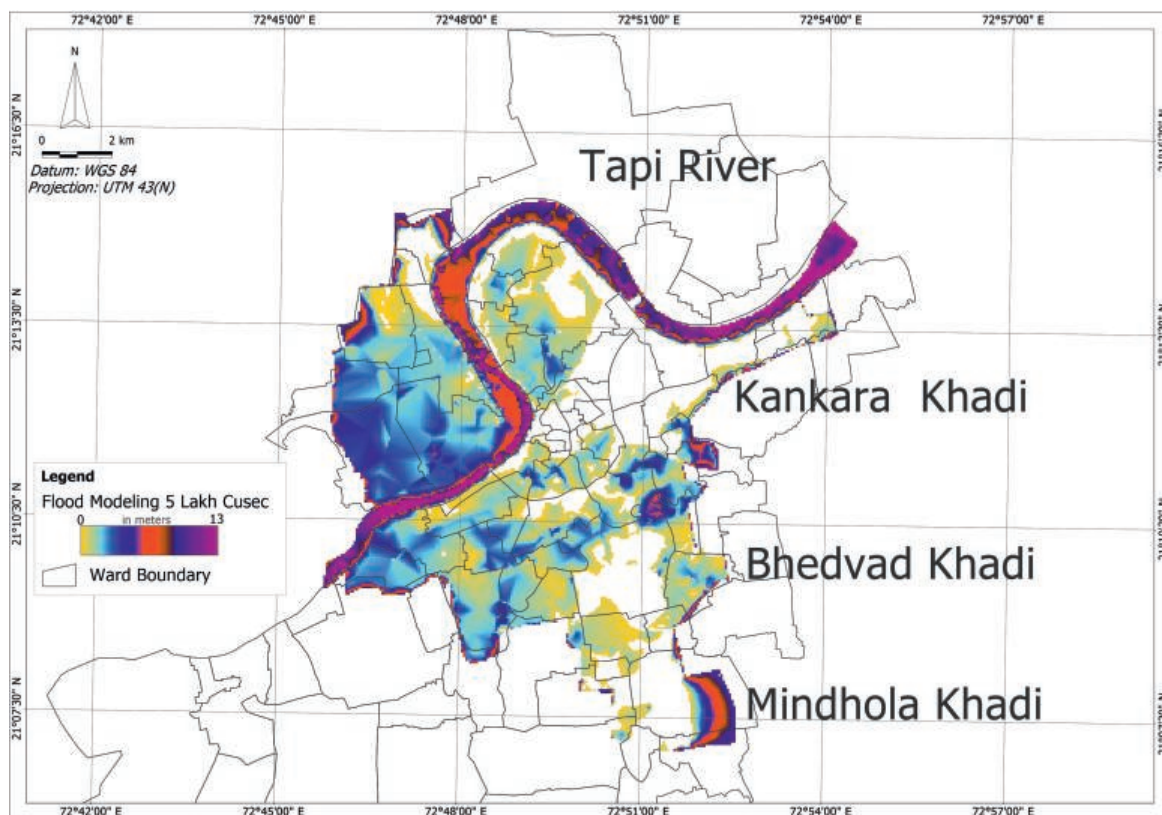 72°42'00" E 72°45'00" E 72°48'00" E 72°51'00" E 72°54'00" E 72°57'00" E
N
0 2 km
Datum: WGS 84
Projection: UTM 43(N)
21°16'30" N
21°13'30" N
21°10'30" N
21°07'30" N
Tapi River
Kankara Khadi
Bhedvad Khadi
Mindhola Khadi
Legend
Flood Modeling 5 Lakh Cusec
0 in meters 13
Ward Boundary
72°42'00" E 72°45'00" E 72°48'00" E 72°51'00" E 72°54'00" E 72°57'00" E